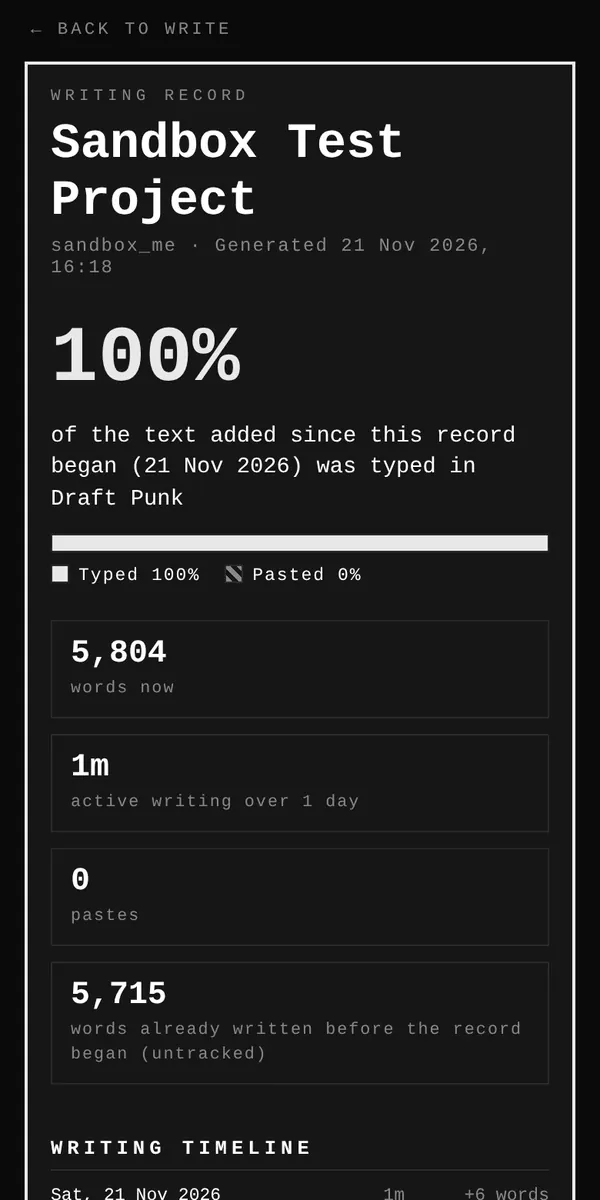 ← BACK TO WRITE
WRITING RECORD
Sandbox Test
Project
sandbox_me · Generated 21 Nov 2026,
16:18
100%
of the text added since this record
began (21 Nov 2026) was typed in
Draft Punk
Typed 100% Pasted 0%
5,804
words now
1m
active writing over 1 day
0
pastes
5,715
words already written before the record
began (untracked)
WRITING TIMELINE
Sat, 21 Nov 2026 1m +6 words